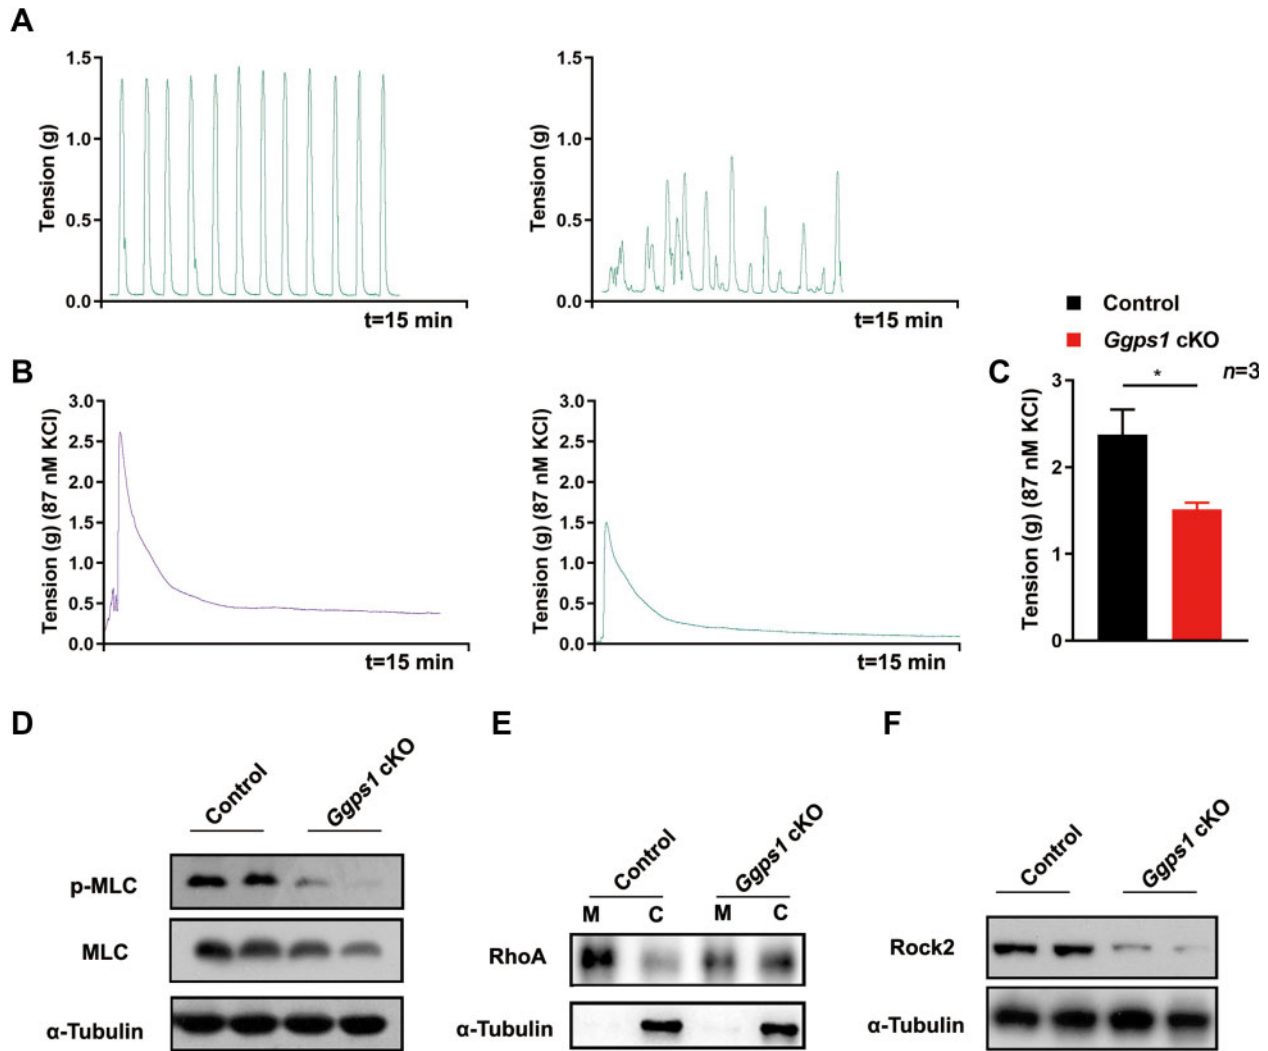 A
1.5
1.0
0.5
0.0
Tension (g)
t=15 min
1.5
1.0
0.5
0.0
Tension (g)
t=15 min
Control
Ggps1 cKO
B
3.0
2.5
2.0
1.5
1.0
0.5
0.0
Tension (g) (87 nM KCl)
t=15 min
3.0
2.5
2.0
1.5
1.0
0.5
0.0
Tension (g) (87 nM KCl)
t=15 min
C
n=3
*
3
2
1
0
Tension (g) (87 nM KCl)
D
Control
Ggps1 cKO
p-MLC
MLC
α-Tubulin
E
Control
Ggps1 cKO
M C M C
RhoA
α-Tubulin
F
Control
Ggps1 cKO
Rock2
α-Tubulin